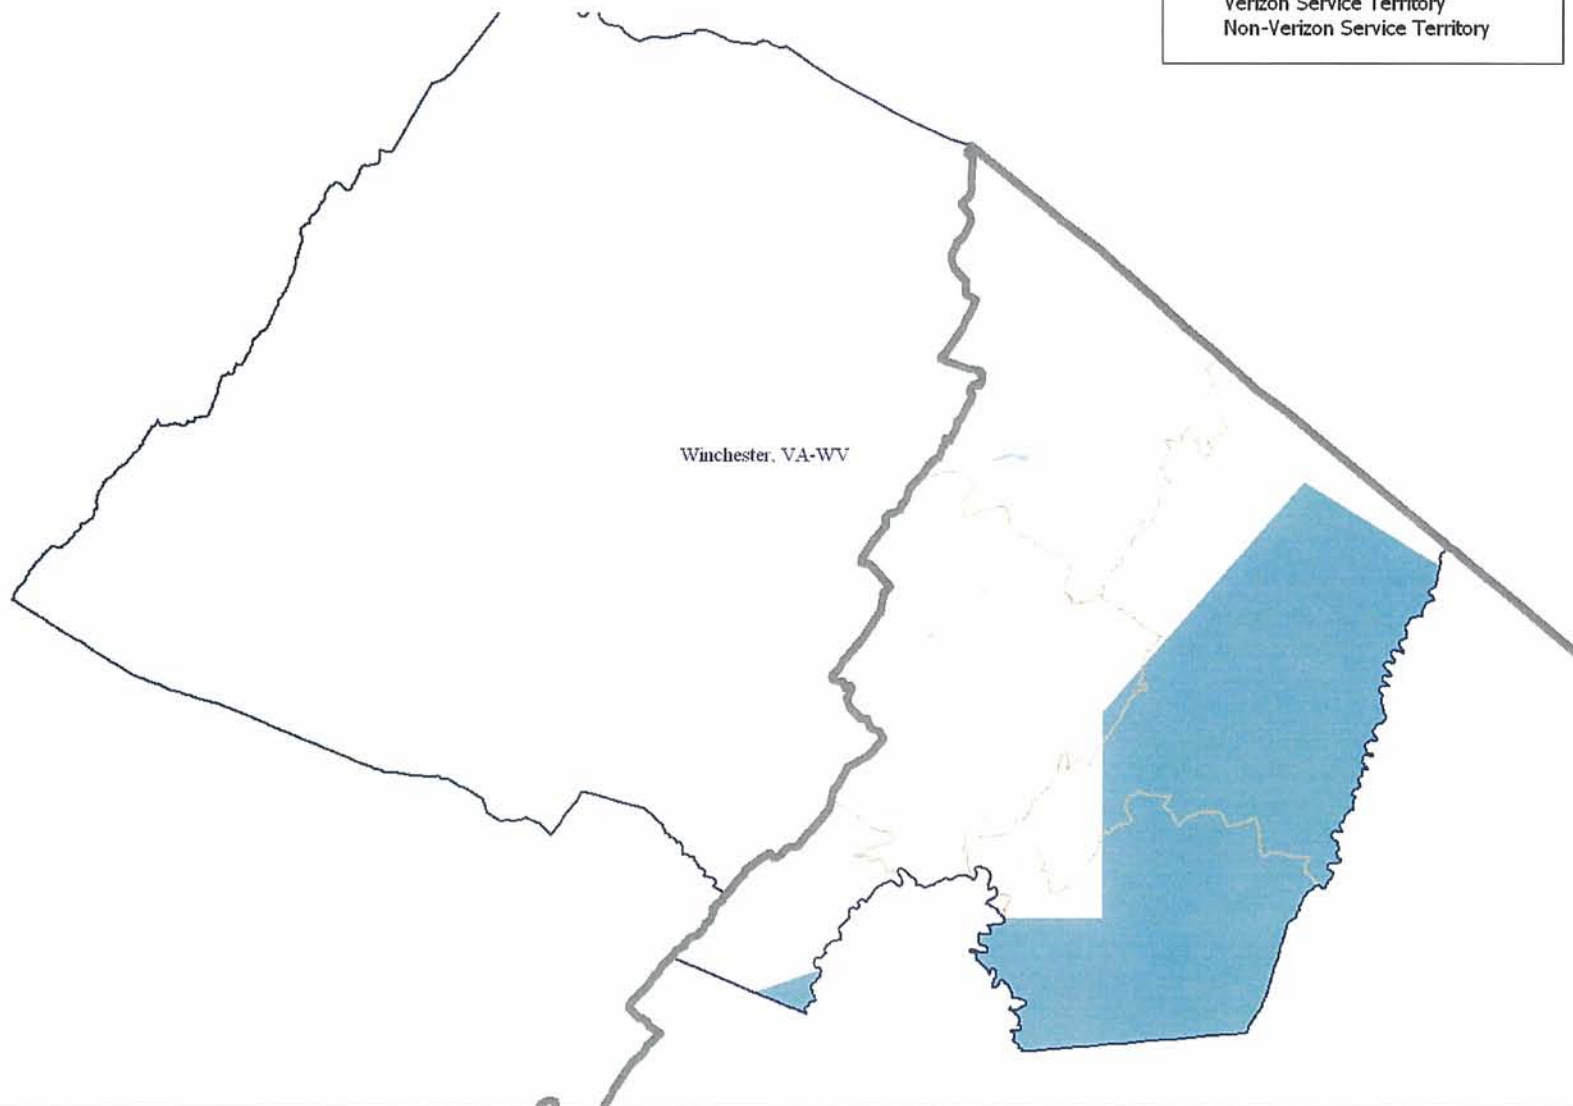 Verizon Service Territory
Non-Verizon Service Territory
Winchester, VA-WV